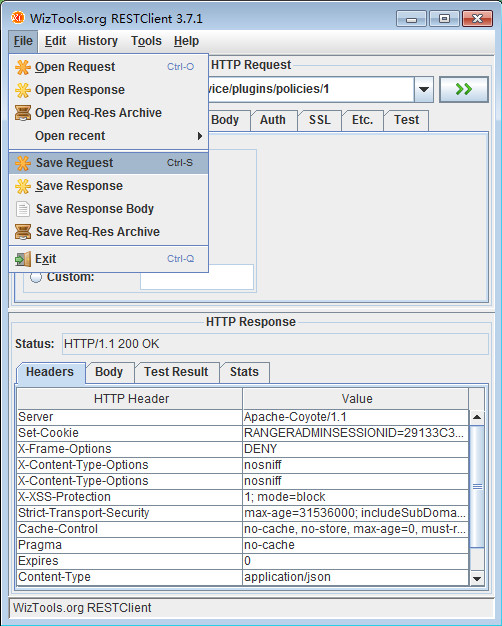 WizTools.org RESTClient 3.7.1
File Edit History Tools Help
HTTP Request
vice/plugins/policies/1
Body Auth SSL Etc. Test
Open Request Ctrl-O
Open Response
Open Req-Res Archive
Open recent
Save Request Ctrl-S
Save Response
Save Response Body
Save Req-Res Archive
Exit Ctrl-Q
Custom:
HTTP Response
Status: HTTP/1.1 200 OK
Headers Body Test Result Stats
HTTP Header Value
Server Apache-Coyote/1.1
Set-Cookie RANGERADMINSESSIONID=29133C3...
X-Frame-Options DENY
X-Content-Type-Options nosniff
X-Content-Type-Options nosniff
X-XSS-Protection 1; mode=block
Strict-Transport-Security max-age=31536000; includeSubDoma...
Cache-Control no-cache, no-store, max-age=0, must-r...
Pragma no-cache
Expires 0
Content-Type application/json
WizTools.org RESTClient